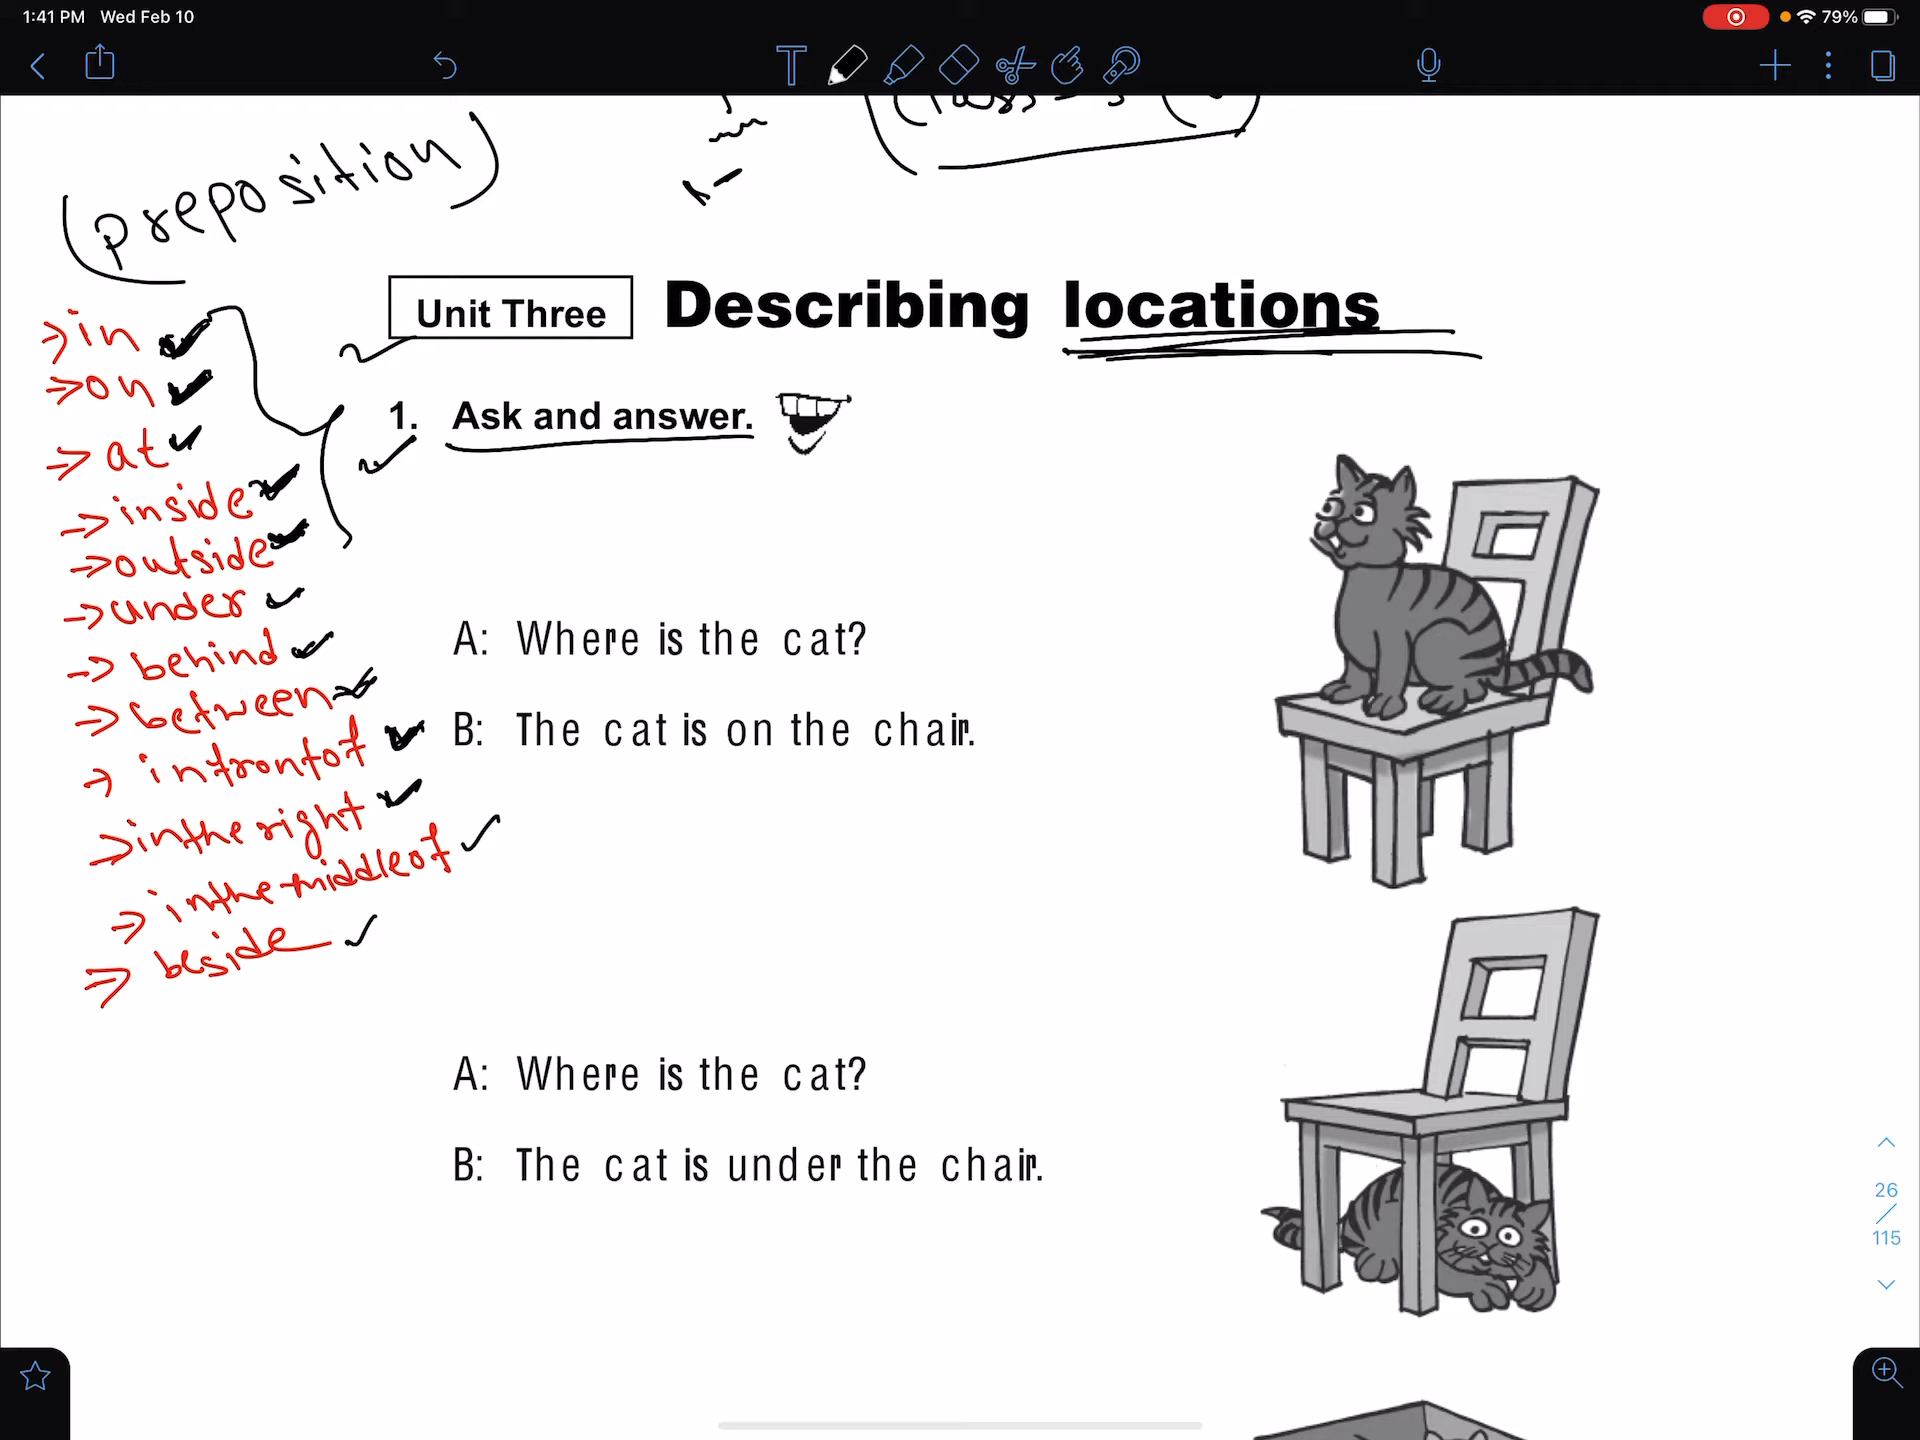 1:41 PM Wed Feb 10
79%
(preposition)
Unit Three
Describing locations
1. Ask and answer.
→ in
→ on
→ at
→ inside
→ outside
→ under
→ behind
→ between
→ infrontof
→ inthe right
→ inthe middleof
→ beside
A: Where is the cat?
B: The cat is on the chair.
A: Where is the cat?
B: The cat is under the chair.
26
/
115